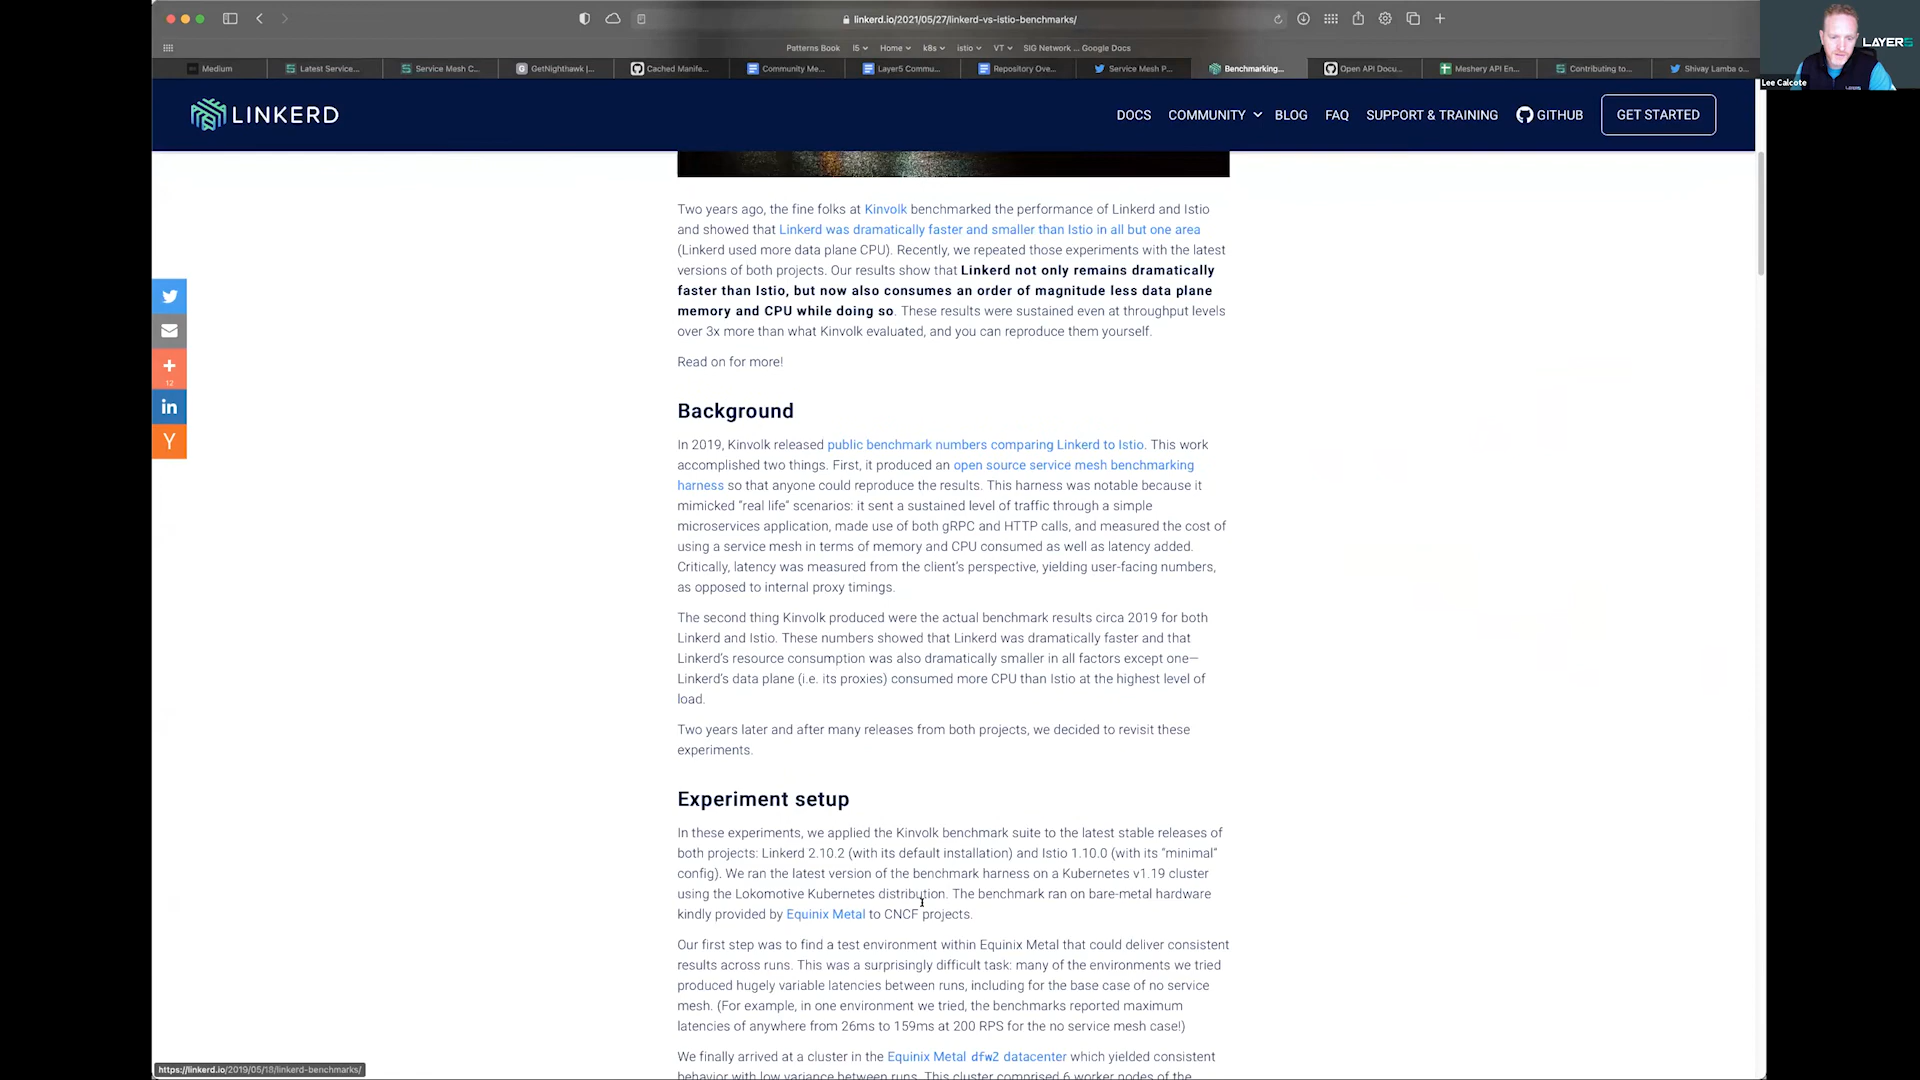 linkerd.io/2021/05/27/linkerd-vs-istio-benchmarks/
Patterns Book l5 Home k8s istio VT SIG Network ... Google Docs
Medium Latest Service... Service Mesh C... GetNighthawk |... Cached Manife... Community Me... Layer5 Commu... Repository Ove... Service Mesh P... Benchmarking... Open API Docu... Meshery API En... Contributing to... Shivay Lamba o...
LAYER5
Lee Calcote
LINKERD
DOCS COMMUNITY BLOG FAQ SUPPORT & TRAINING GITHUB GET STARTED
Two years ago, the fine folks at Kinvolk benchmarked the performance of Linkerd and Istio
and showed that Linkerd was dramatically faster and smaller than Istio in all but one area
(Linkerd used more data plane CPU). Recently, we repeated those experiments with the latest
versions of both projects. Our results show that Linkerd not only remains dramatically
faster than Istio, but now also consumes an order of magnitude less data plane
memory and CPU while doing so. These results were sustained even at throughput levels
over 3x more than what Kinvolk evaluated, and you can reproduce them yourself.
Read on for more!
12
in
Y
Background
In 2019, Kinvolk released public benchmark numbers comparing Linkerd to Istio. This work
accomplished two things. First, it produced an open source service mesh benchmarking
harness so that anyone could reproduce the results. This harness was notable because it
mimicked “real life” scenarios: it sent a sustained level of traffic through a simple
microservices application, made use of both gRPC and HTTP calls, and measured the cost of
using a service mesh in terms of memory and CPU consumed as well as latency added.
Critically, latency was measured from the client’s perspective, yielding user-facing numbers,
as opposed to internal proxy timings.
The second thing Kinvolk produced were the actual benchmark results circa 2019 for both
Linkerd and Istio. These numbers showed that Linkerd was dramatically faster and that
Linkerd’s resource consumption was also dramatically smaller in all factors except one—
Linkerd’s data plane (i.e. its proxies) consumed more CPU than Istio at the highest level of
load.
Two years later and after many releases from both projects, we decided to revisit these
experiments.
Experiment setup
In these experiments, we applied the Kinvolk benchmark suite to the latest stable releases of
both projects: Linkerd 2.10.2 (with its default installation) and Istio 1.10.0 (with its “minimal”
config). We ran the latest version of the benchmark harness on a Kubernetes v1.19 cluster
using the Lokomotive Kubernetes distribution. The benchmark ran on bare-metal hardware
kindly provided by Equinix Metal to CNCF projects.
Our first step was to find a test environment within Equinix Metal that could deliver consistent
results across runs. This was a surprisingly difficult task: many of the environments we tried
produced hugely variable latencies between runs, including for the base case of no service
mesh. (For example, in one environment we tried, the benchmarks reported maximum
latencies of anywhere from 26ms to 159ms at 200 RPS for the no service mesh case!)
We finally arrived at a cluster in the Equinix Metal dfw2 datacenter which yielded consistent
behavior with low variance between runs. This cluster comprised 6 worker nodes of the
https://linkerd.io/2019/05/18/linkerd-benchmarks/